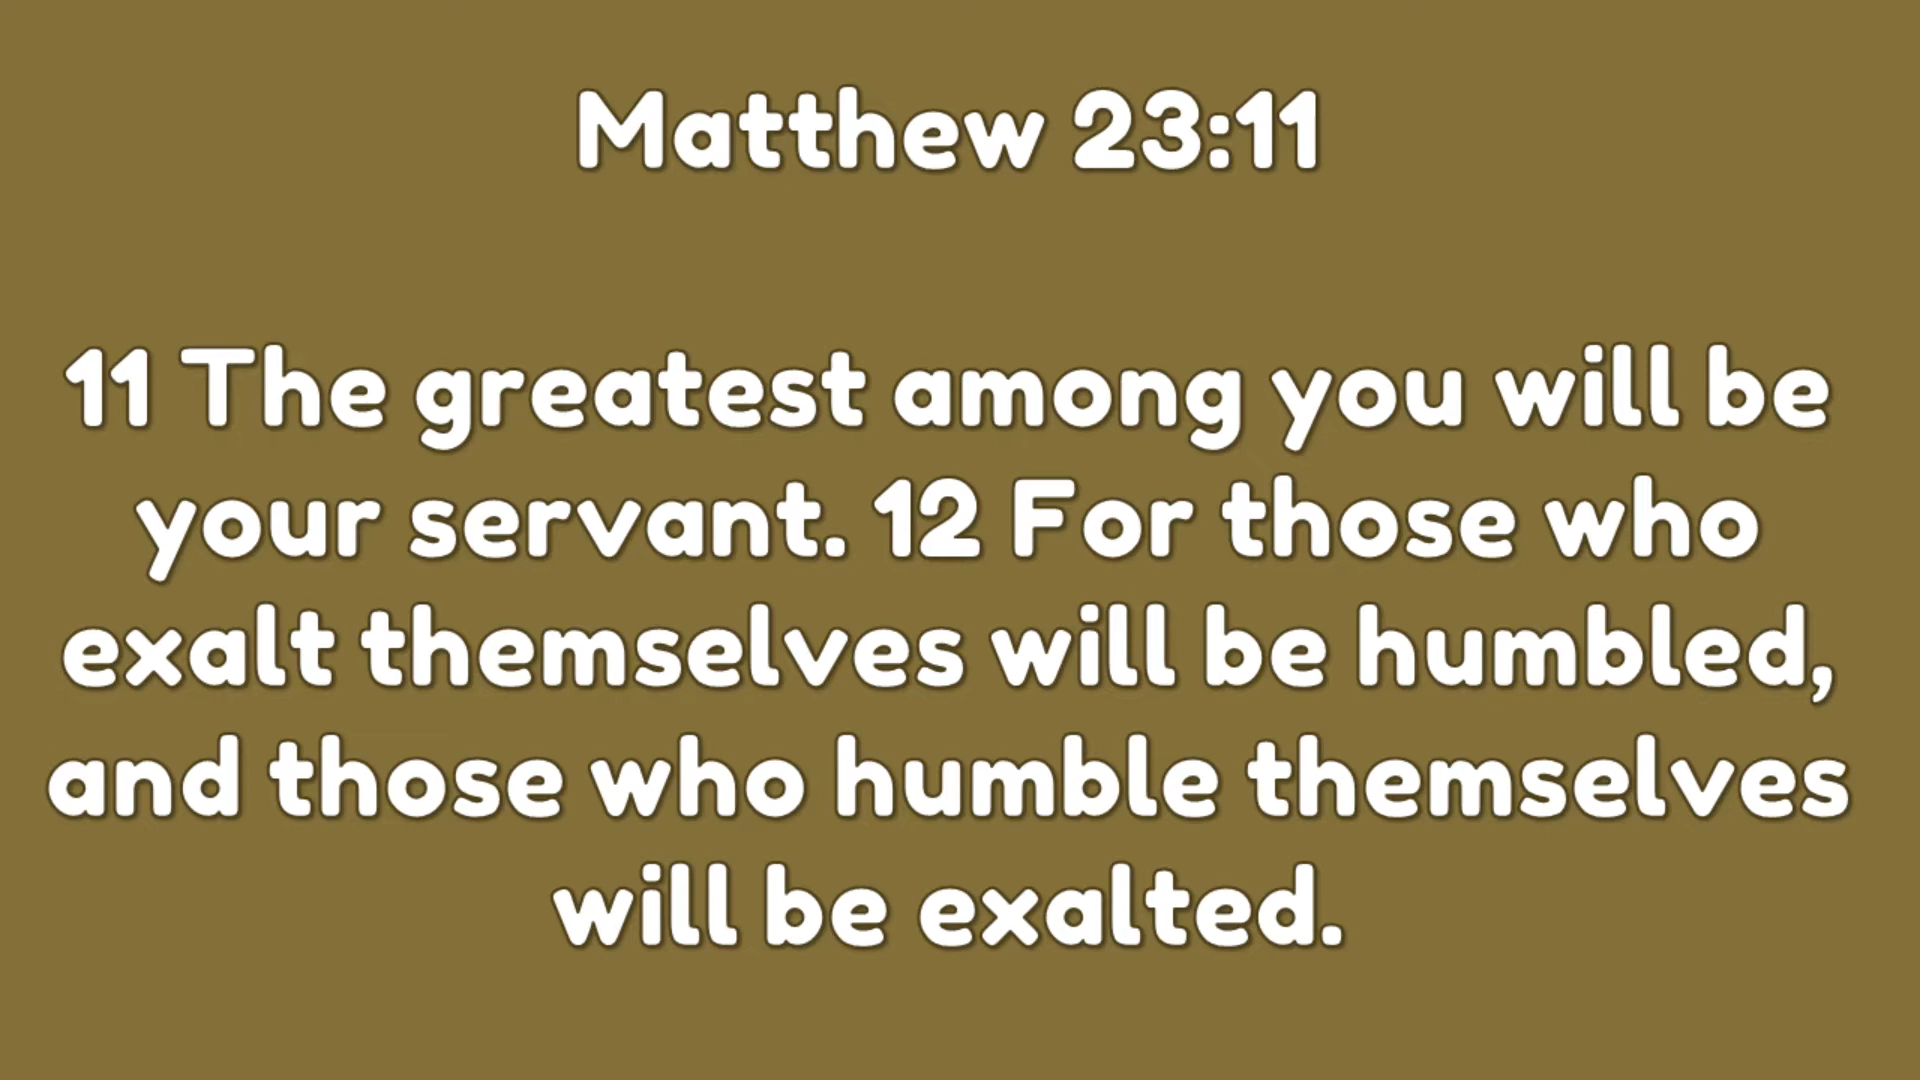 Matthew 23:11
11 The greatest among you will be
your servant. 12 For those who
exalt themselves will be humbled,
and those who humble themselves
will be exalted.